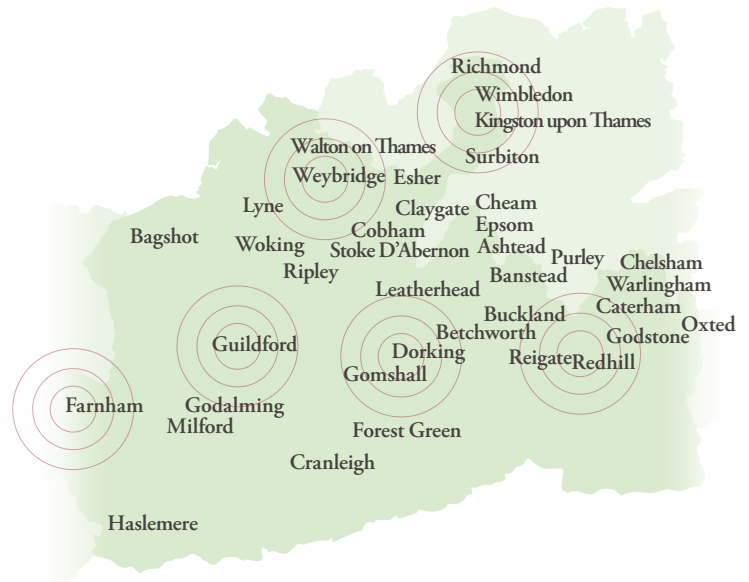 Richmond
Wimbledon
Kingston upon Thames
Walton on Thames
Surbiton
Weybridge
Esher
Lyne
Claygate
Cheam
Epsom
Bagshot
Cobham
Woking
Stoke D'Abernon
Ashtead
Purley
Chelsham
Ripley
Banstead
Warlingham
Leatherhead
Caterham
Buckland
Oxted
Betchworth
Godstone
Guildford
Dorking
Reigate
Redhill
Gomshall
Farnham
Godalming
Milford
Forest Green
Cranleigh
Haslemere